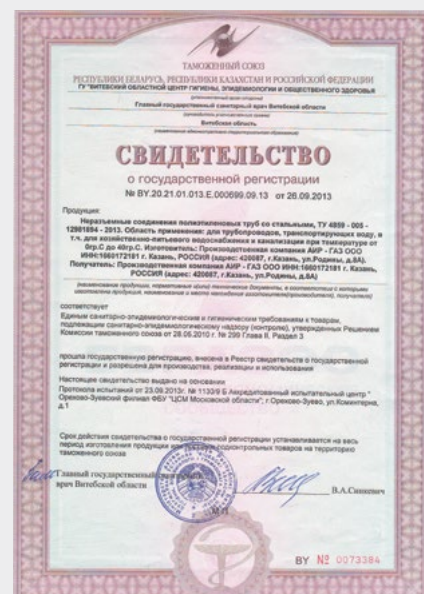 ТАМОЖЕННЫЙ СОЮЗ
РЕСПУБЛИКИ БЕЛАРУСЬ, РЕСПУБЛИКИ КАЗАХСТАН И РОССИЙСКОЙ ФЕДЕРАЦИИ
ГУ "ВИТЕБСКИЙ ОБЛАСТНОЙ ЦЕНТР ГИГИЕНЫ, ЭПИДЕМИОЛОГИИ И ОБЩЕСТВЕННОГО ЗДОРОВЬЯ
Главный государственный санитарный врач Витебской области
Витебская область
СВИДЕТЕЛЬСТВО
о государственной регистрации
№ BY.20.21.01.013.E.000699.09.13 от 26.09.2013
Продукция:
Неразъемные соединения полиэтиленовых труб со стальными, ТУ 4859 - 005 -
12981894 - 2013. Область применения: для трубопроводов, транспортирующих воду, в
т.ч. для хозяйственно-питьевого водоснабжения и канализации при температуре от
0гр.С до 40гр.С. Изготовитель: Производственная компания АИР - ГАЗ ООО
ИНН:1660172181 г. Казань, РОССИЯ (адрес: 420087, г.Казань, ул.Родины, д.8А).
Получатель: Производственная компания АИР - ГАЗ ООО ИНН:1660172181 г. Казань,
РОССИЯ (адрес: 420087, г.Казань, ул.Родины, д.8А)
соответствует
Единым санитарно-эпидемиологическим и гигиеническим требованиям к товарам,
подлежащим санитарно-эпидемиологическому надзору (контролю), утвержденных Решением
Комиссии таможенного союза от 28.05.2010 г. № 299 Глава II, Раздел 3
прошла государственную регистрацию, внесена в Реестр свидетельств о государственной
регистрации и разрешена для производства, реализации и использования
Настоящее свидетельство выдано на основании
Протокола испытаний от 23.09.2013г. № 1130/9 Б Аккредитованный испытательный центр "
Орехово-Зуевский филиал ФБУ "ЦСМ Московской области"; г.Орехово-Зуево, ул.Коминтерна,
д.1
Срок действия свидетельства о государственной регистрации устанавливается на весь
период изготовления продукции подконтрольных товаров на территорию
таможенного союза
Главный государственный
врач Витебской области
М.П.
BY № 0073384